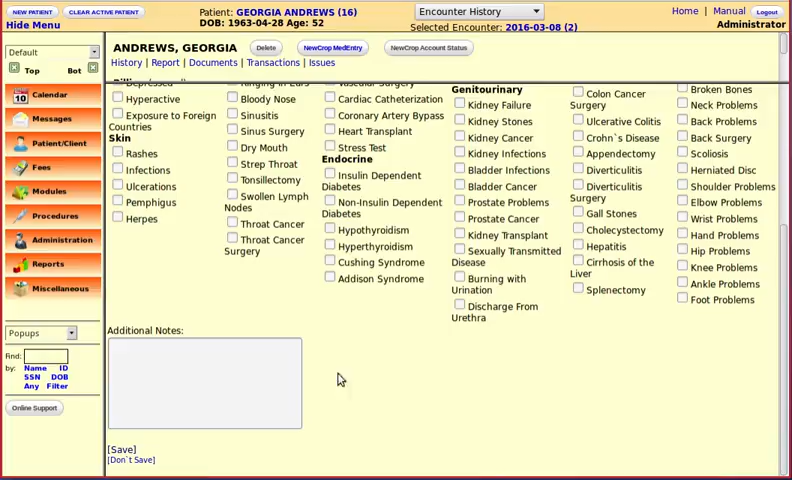 NEW PATIENT CLEAR ACTIVE PATIENT
Hide Menu
Patient: GEORGIA ANDREWS (16)
DOB: 1963-04-28 Age: 52
Encounter History
Selected Encounter: 2016-03-08 (2)
Home | Manual Logout
Administrator
Default
Top Bot
Calendar
Messages
Patient/Client
Fees
Modules
Procedures
Administration
Reports
Miscellaneous
Popups
Find:
by: Name ID
SSN DOB
Any Filter
Online Support
ANDREWS, GEORGIA Delete NewCrop MedEntry NewCrop Account Status
History | Report | Documents | Transactions | Issues
Depressed
Hyperactive
Exposure to Foreign
Countries
Skin
Rashes
Infections
Ulcerations
Pemphigus
Herpes
Ringing in Ears
Bloody Nose
Sinusitis
Sinus Surgery
Dry Mouth
Strep Throat
Tonsillectomy
Swollen Lymph
Nodes
Throat Cancer
Throat Cancer
Surgery
Vascular Surgery
Cardiac Catheterization
Coronary Artery Bypass
Heart Transplant
Stress Test
Endocrine
Insulin Dependent
Diabetes
Non-Insulin Dependent
Diabetes
Hypothyroidism
Hyperthyroidism
Cushing Syndrome
Addison Syndrome
Genitourinary
Kidney Failure
Kidney Stones
Kidney Cancer
Kidney Infections
Bladder Infections
Bladder Cancer
Prostate Problems
Prostate Cancer
Kidney Transplant
Sexually Transmitted
Disease
Burning with
Urination
Discharge From
Urethra
Colon Cancer
Surgery
Ulcerative Colitis
Crohn`s Disease
Appendectomy
Diverticulitis
Diverticulitis
Surgery
Gall Stones
Cholecystectomy
Hepatitis
Cirrhosis of the
Liver
Splenectomy
Broken Bones
Neck Problems
Back Problems
Back Surgery
Scoliosis
Herniated Disc
Shoulder Problems
Elbow Problems
Wrist Problems
Hand Problems
Hip Problems
Knee Problems
Ankle Problems
Foot Problems
Additional Notes:
[Save]
[Don`t Save]